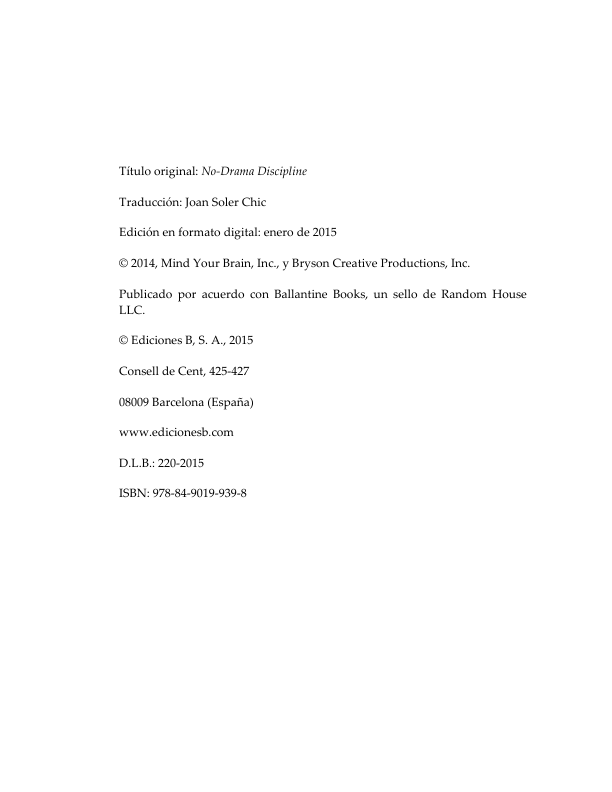 Título original: No-Drama Discipline
Traducción: Joan Soler Chic
Edición en formato digital: enero de 2015
© 2014, Mind Your Brain, Inc., y Bryson Creative Productions, Inc.
Publicado por acuerdo con Ballantine Books, un sello de Random House
LLC.
© Ediciones B, S. A., 2015
Consell de Cent, 425-427
08009 Barcelona (España)
www.edicionesb.com
D.L.B.: 220-2015
ISBN: 978-84-9019-939-8